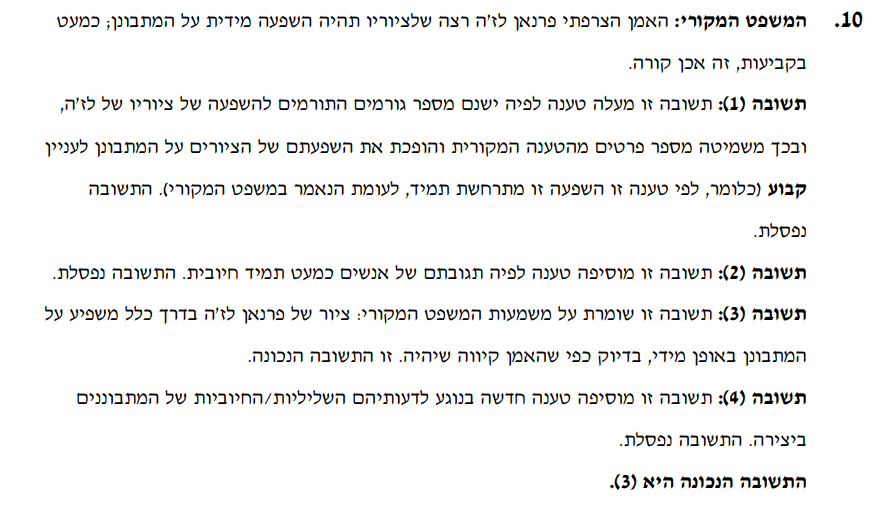 10. המשפט המקורי: האמן הצרפתי פרנאן לז'ה רצה שלציוריו תהיה השפעה מידית על המתבונן; כמעט
בקביעות, זה אכן קורה.
תשובה (1): תשובה זו מעלה טענה לפיה ישנם מספר גורמים התורמים להשפעה של ציוריו של לז'ה,
ובכך משמיטה מספר פרטים מהטענה המקורית והופכת את השפעתם של הציורים על המתבונן לעניין
קבוע (כלומר, לפי טענה זו השפעה זו מתרחשת תמיד, לעומת הנאמר במשפט המקורי). התשובה
נפסלת.
תשובה (2): תשובה זו מוסיפה טענה לפיה תגובתם של אנשים כמעט תמיד חיובית. התשובה נפסלת.
תשובה (3): תשובה זו שומרת על משמעות המשפט המקורי: ציור של פרנאן לז'ה בדרך כלל משפיע על
המתבונן באופן מידי, בדיוק כפי שהאמן קיווה שיהיה. זו התשובה הנכונה.
תשובה (4): תשובה זו מוסיפה טענה חדשה בנוגע לדעותיהם השליליות/החיוביות של המתבוננים
ביצירה. התשובה נפסלת.
התשובה הנכונה היא (3).